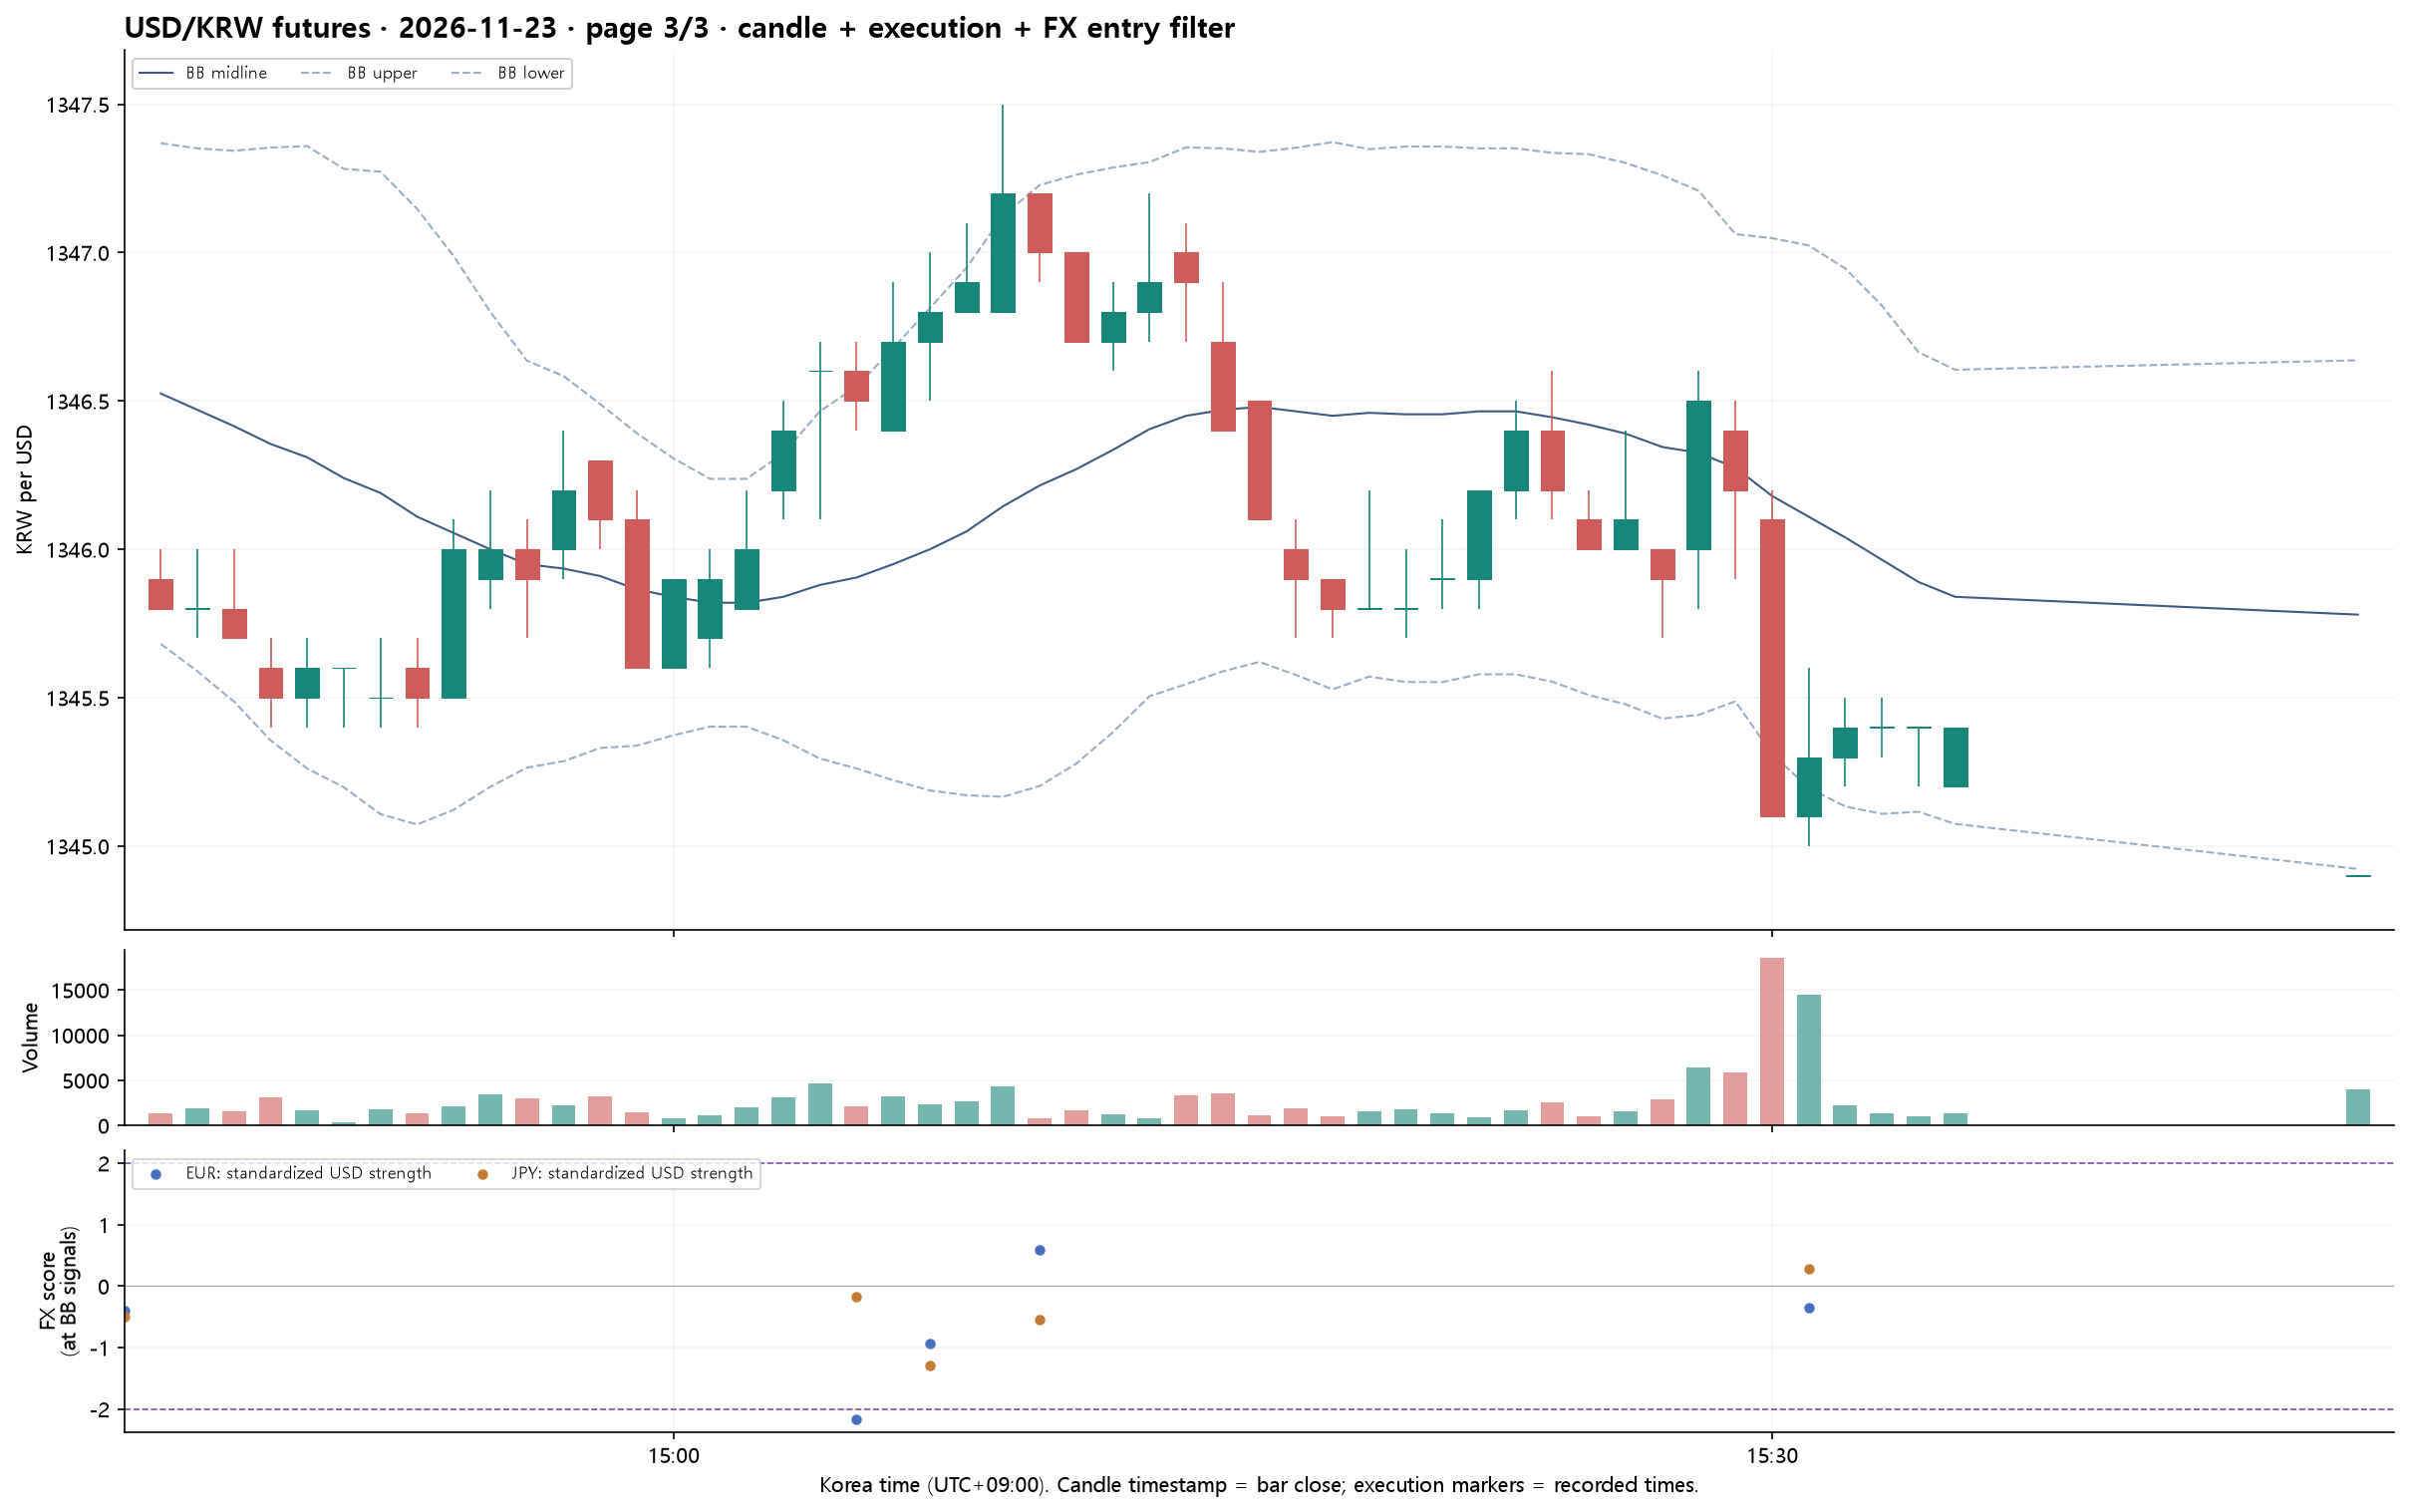 USD/KRW futures · 2026-11-23 · page 3/3 · candle + execution + FX entry filter
BB midline BB upper BB lower
KRW per USD
1347.5
1347.0
1346.5
1346.0
1345.5
1345.0
Volume
15000
10000
5000
0
EUR: standardized USD strength JPY: standardized USD strength
FX score
(at BB signals)
2
1
0
-1
-2
15:00 15:30
Korea time (UTC+09:00). Candle timestamp = bar close; execution markers = recorded times.